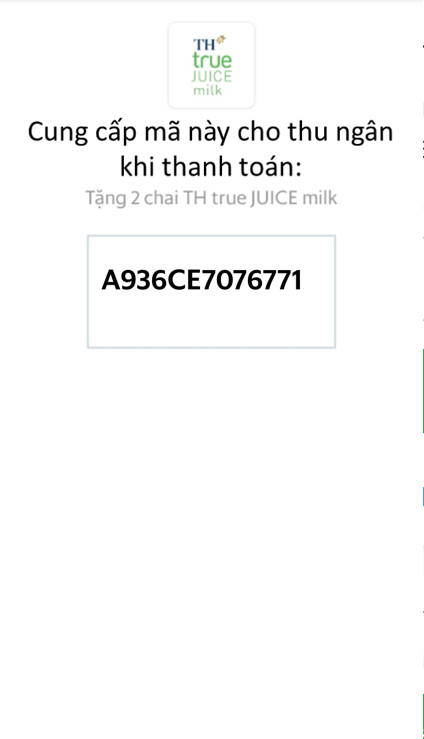 TH
true
JUICE
milk
Cung cấp mã này cho thu ngân
khi thanh toán:
Tặng 2 chai TH true JUICE milk
A936CE7076771